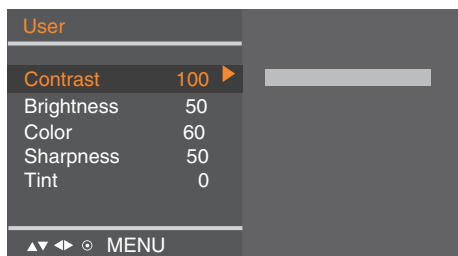 User
Contrast 100
Brightness 50
Color 60
Sharpness 50
Tint 0
MENU